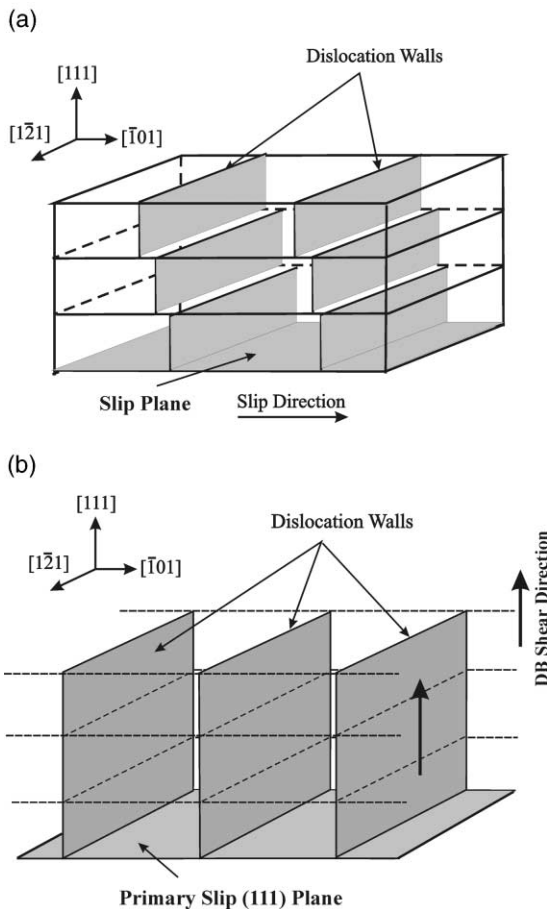 (a)
[111]
[12̄1]
[1̄01]
Dislocation Walls
Slip Plane
Slip Direction
(b)
[111]
[12̄1]
[1̄01]
Dislocation Walls
DB Shear Direction
Primary Slip (111) Plane